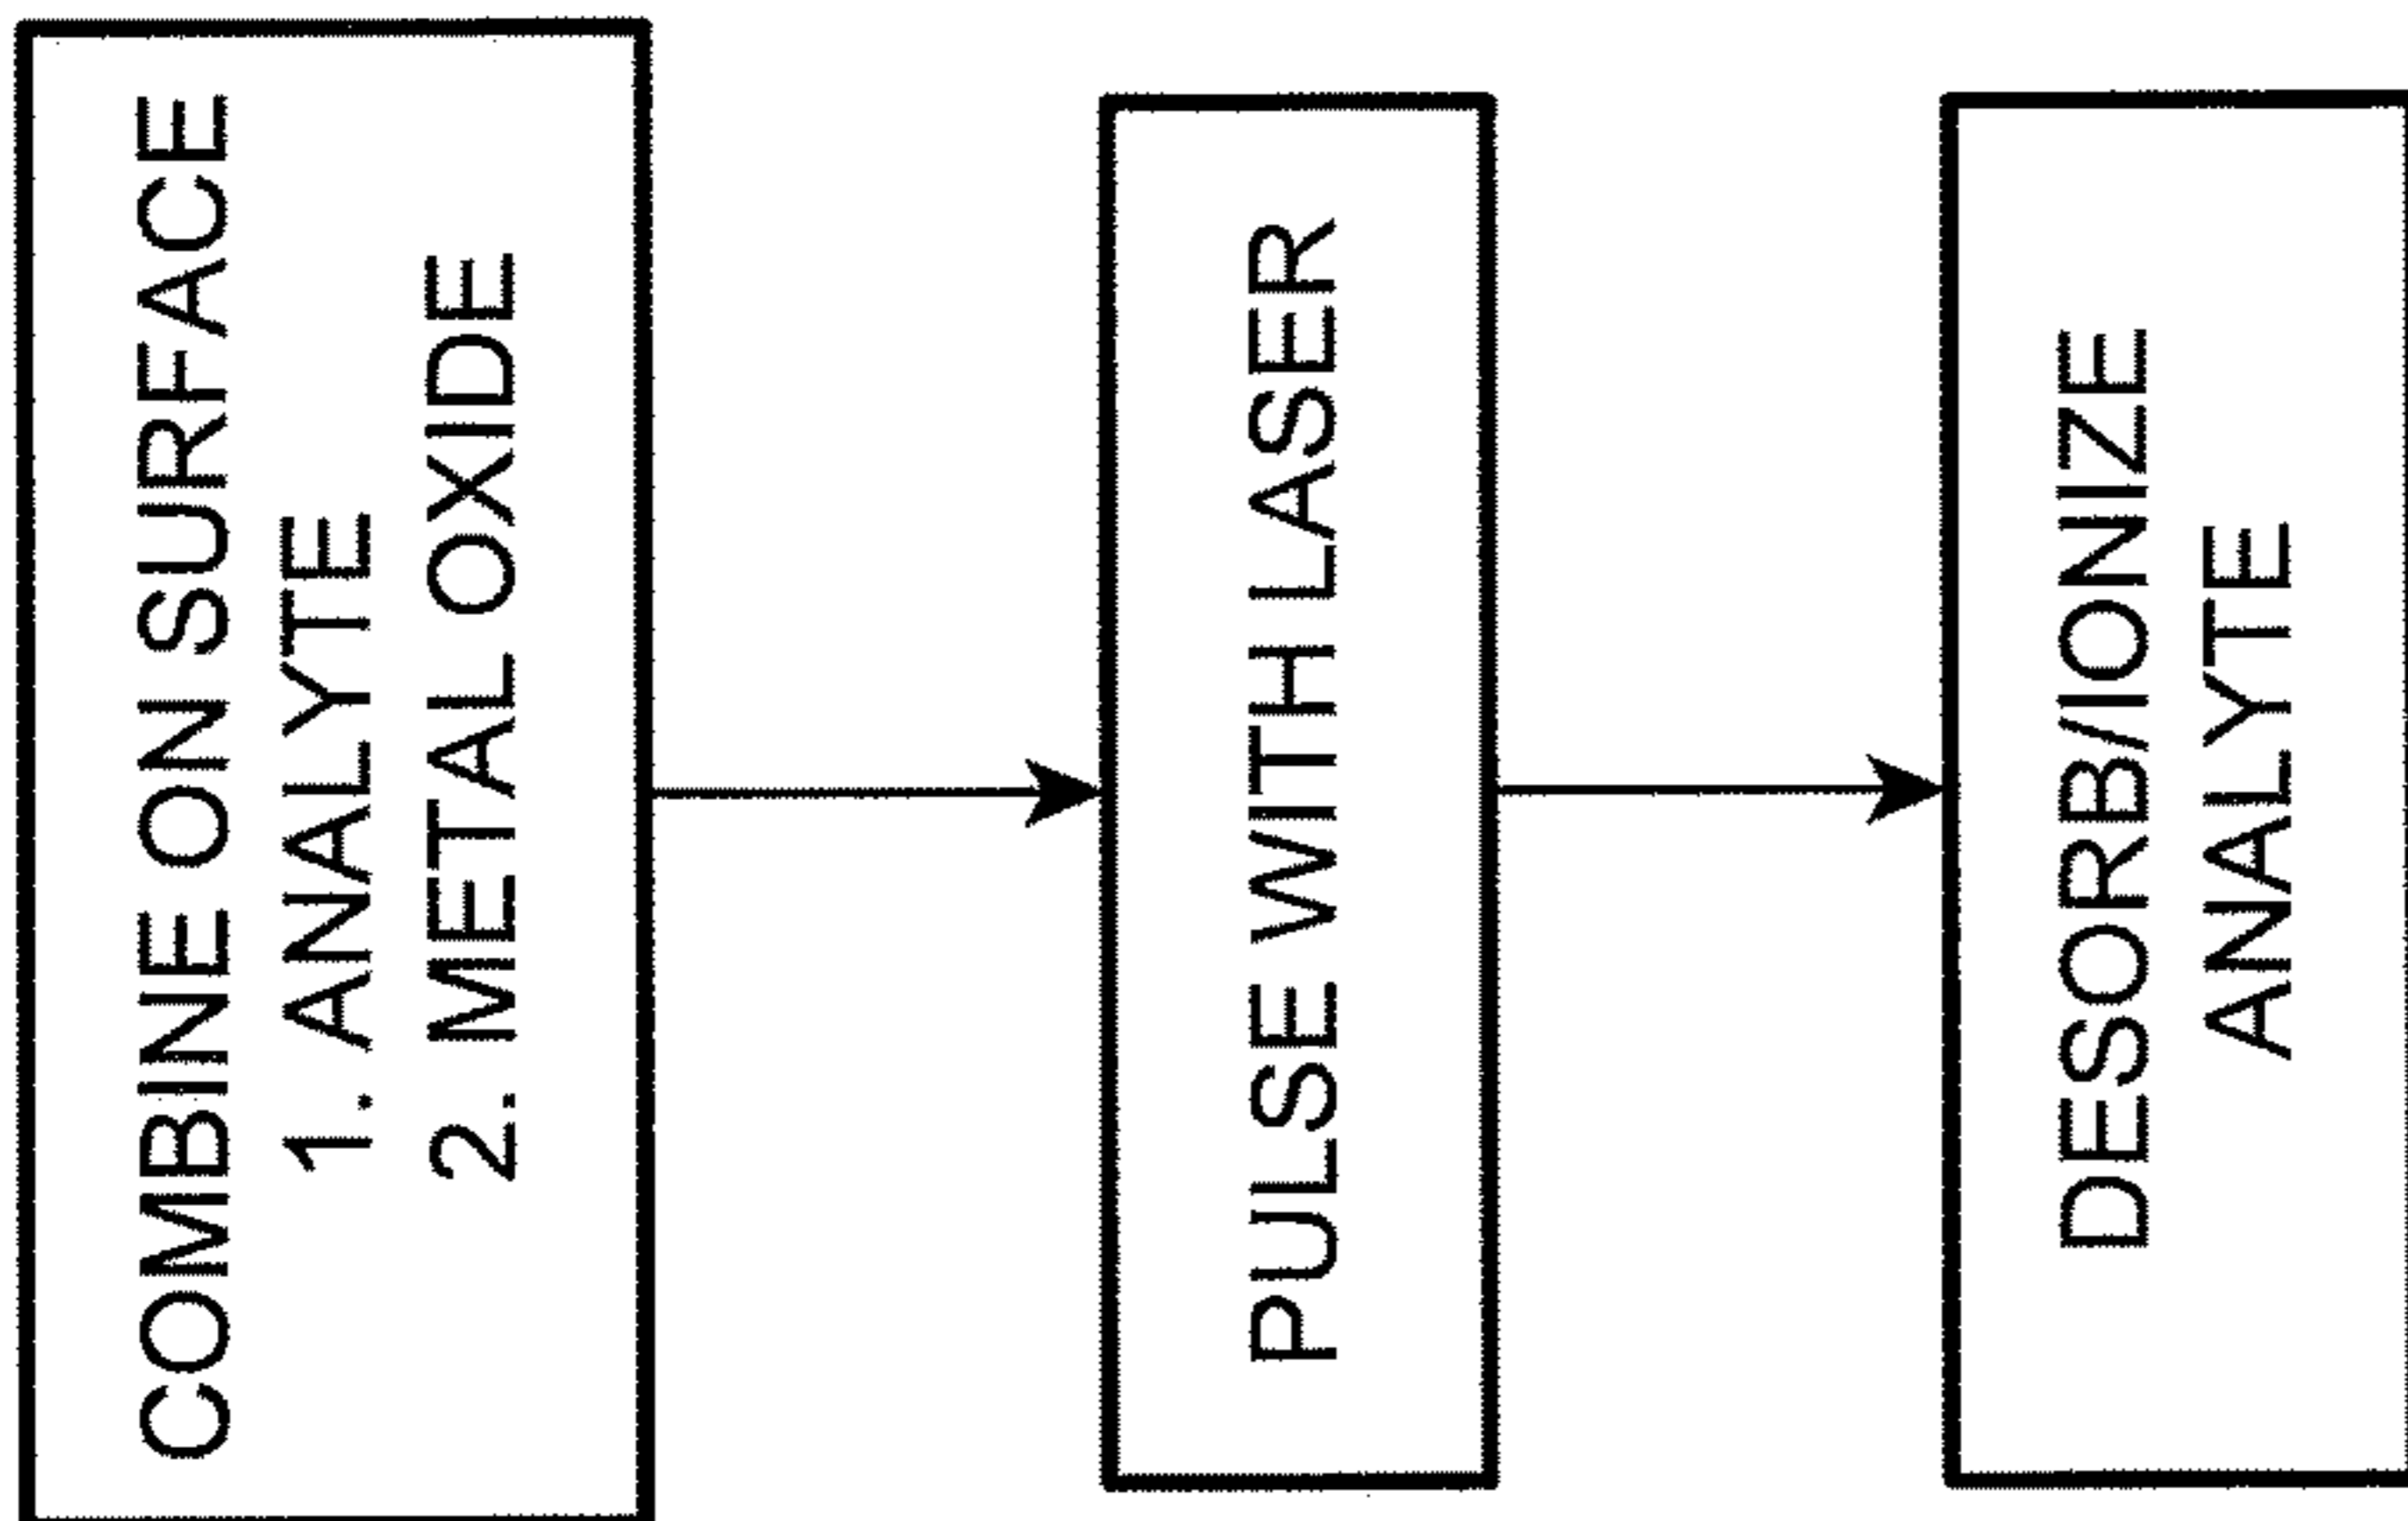 COMBINE ON SURFACE
1. ANALYTE
2. METAL OXIDE
PULSE WITH LASER
DESORB/IONIZE
ANALYTE